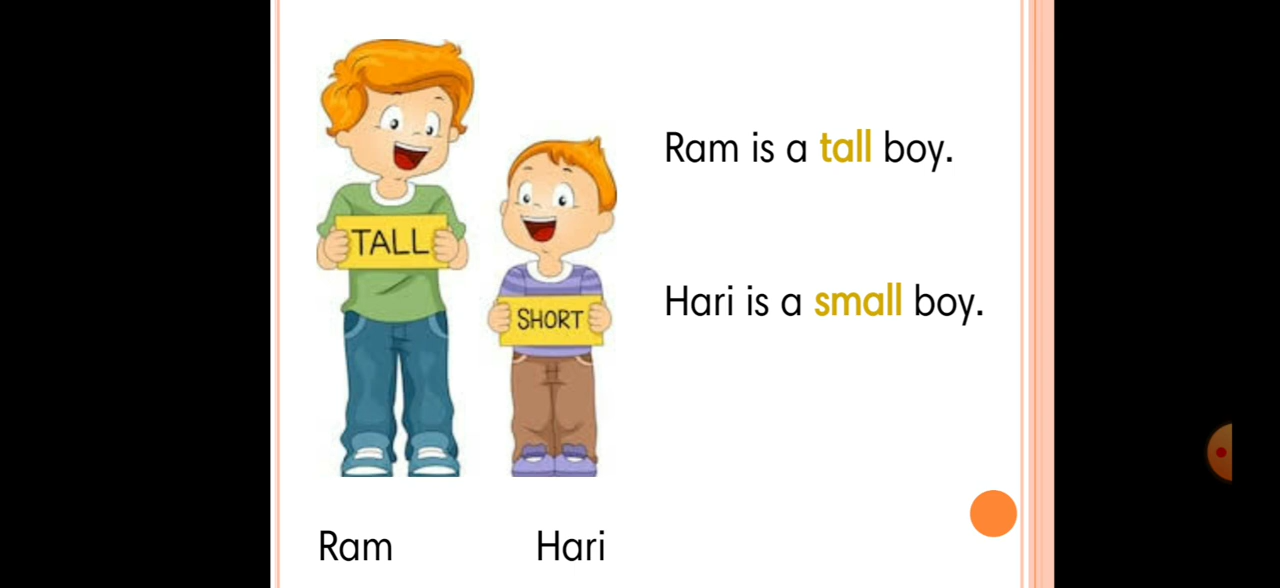 Ram is a tall boy.
TALL
Hari is a small boy.
SHORT
Ram
Hari